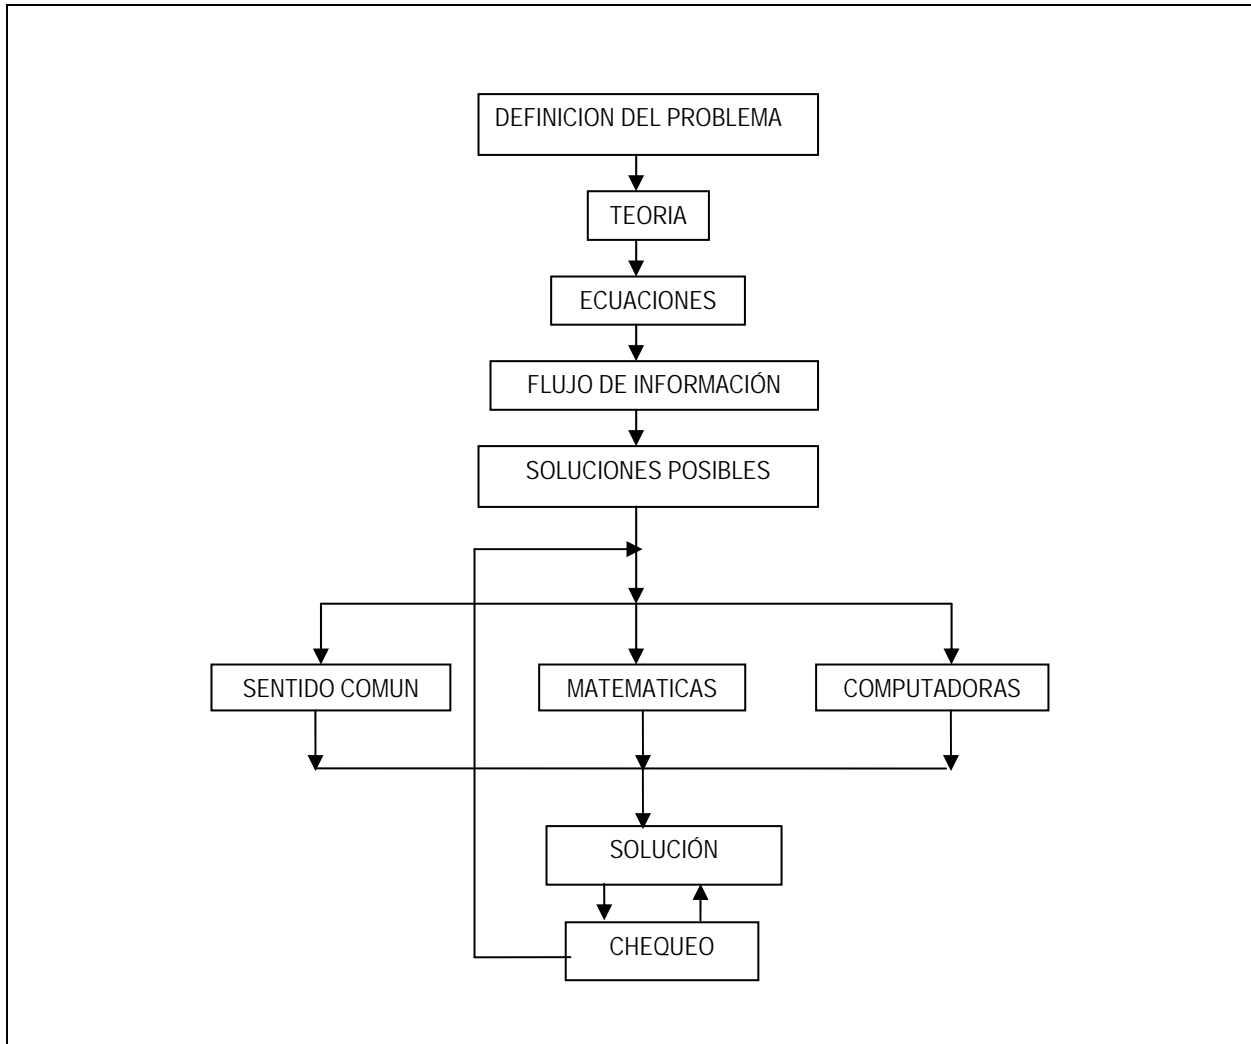 DEFINICION DEL PROBLEMA
TEORIA
ECUACIONES
FLUJO DE INFORMACIÓN
SOLUCIONES POSIBLES
SENTIDO COMUN
MATEMATICAS
COMPUTADORAS
SOLUCIÓN
CHEQUEO